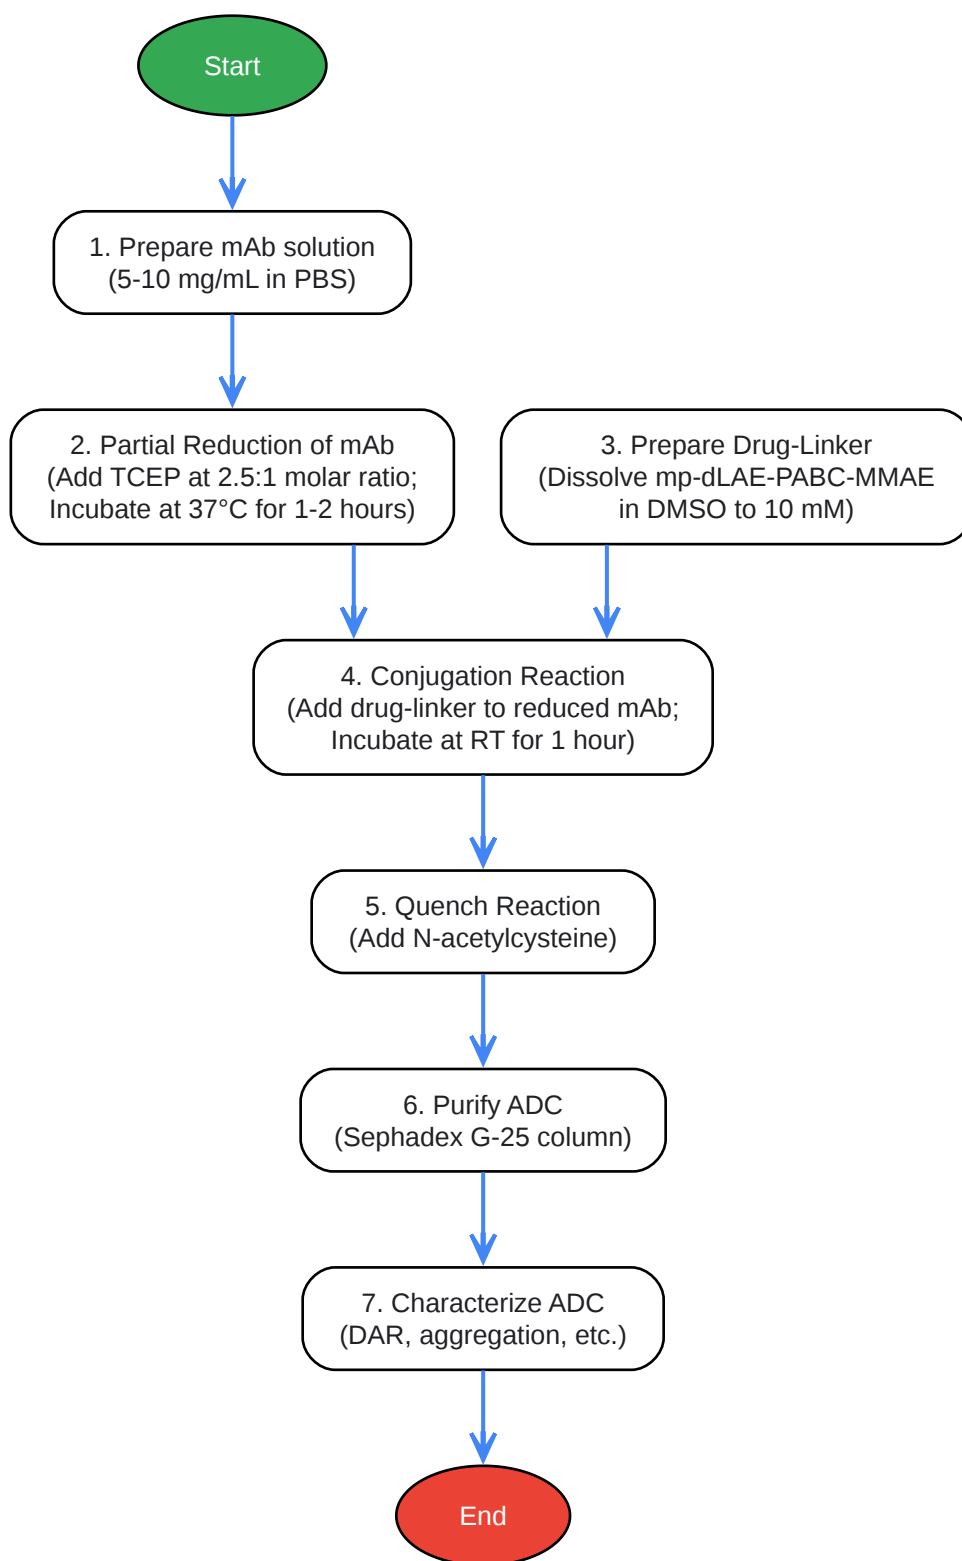 Start
1. Prepare mAb solution
(5-10 mg/mL in PBS)
2. Partial Reduction of mAb
(Add TCEP at 2.5:1 molar ratio;
Incubate at 37°C for 1-2 hours)
3. Prepare Drug-Linker
(Dissolve mp-dLAE-PABC-MMAE
in DMSO to 10 mM)
4. Conjugation Reaction
(Add drug-linker to reduced mAb;
Incubate at RT for 1 hour)
5. Quench Reaction
(Add N-acetylcysteine)
6. Purify ADC
(Sephadex G-25 column)
7. Characterize ADC
(DAR, aggregation, etc.)
End